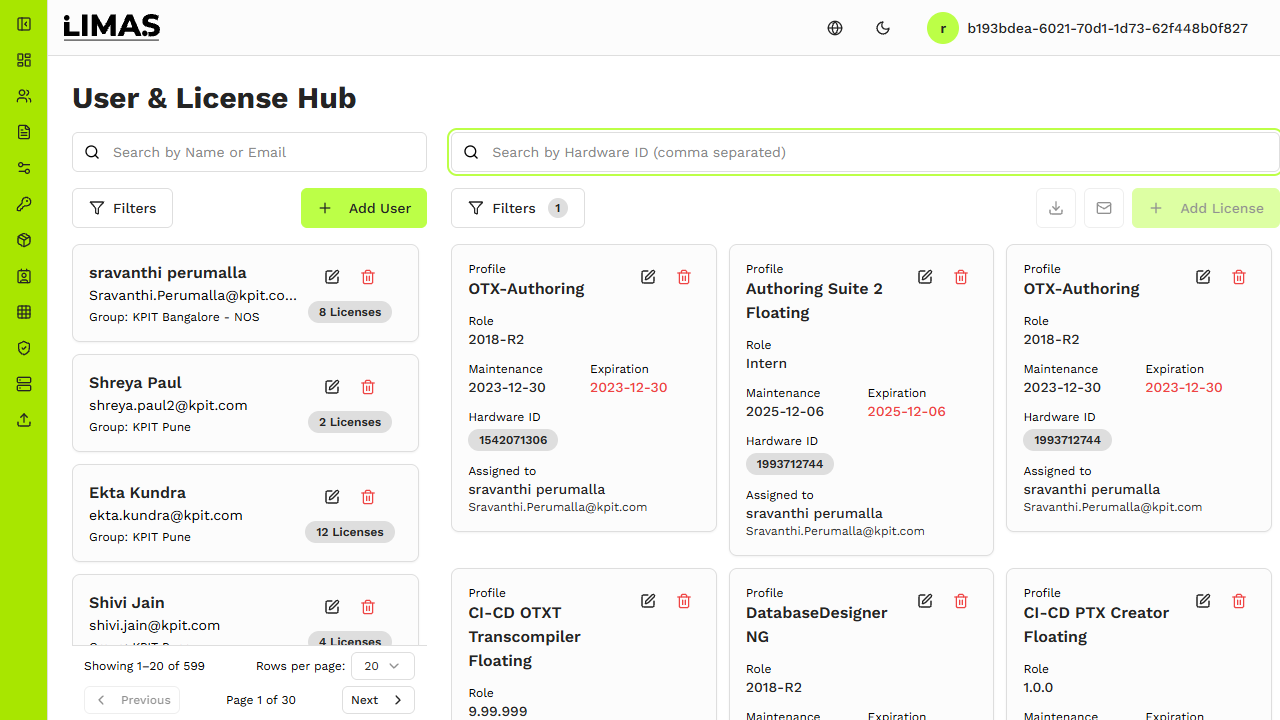 LIMAS
r
b193bdea-6021-70d1-1d73-62f448b0f827
User & License Hub
Search by Name or Email
Filters
Add User
sravanthi perumalla
Sravanthi.Perumalla@kpit.co...
Group: KPIT Bangalore - NOS
8 Licenses
Shreya Paul
shreya.paul2@kpit.com
Group: KPIT Pune
2 Licenses
Ekta Kundra
ekta.kundra@kpit.com
Group: KPIT Pune
12 Licenses
Shivi Jain
shivi.jain@kpit.com
4 Licenses
Showing 1–20 of 599
Rows per page: 20
Previous
Page 1 of 30
Next
Search by Hardware ID (comma separated)
Filters 1
Add License
Profile
OTX-Authoring
Role
2018-R2
Maintenance Expiration
2023-12-30 2023-12-30
Hardware ID
1542071306
Assigned to
sravanthi perumalla
Sravanthi.Perumalla@kpit.com
Profile
Authoring Suite 2
Floating
Role
Intern
Maintenance Expiration
2025-12-06 2025-12-06
Hardware ID
1993712744
Assigned to
sravanthi perumalla
Sravanthi.Perumalla@kpit.com
Profile
OTX-Authoring
Role
2018-R2
Maintenance Expiration
2023-12-30 2023-12-30
Hardware ID
1993712744
Assigned to
sravanthi perumalla
Sravanthi.Perumalla@kpit.com
Profile
CI-CD OTXT
Transcompiler
Floating
Role
9.99.999
Profile
DatabaseDesigner
NG
Role
2018-R2
Maintenance Expiration
Profile
CI-CD PTX Creator
Floating
Role
1.0.0
Maintenance Expiration